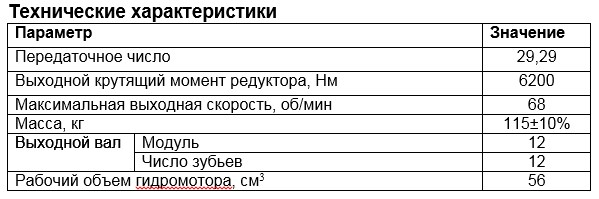 Технические характеристики
Параметр Значение
Передаточное число 29,29
Выходной крутящий момент редуктора, Нм 6200
Максимальная выходная скорость, об/мин 68
Масса, кг 115±10%
Выходной вал Модуль 12
Число зубьев 12
Рабочий объем гидромотора, см³ 56